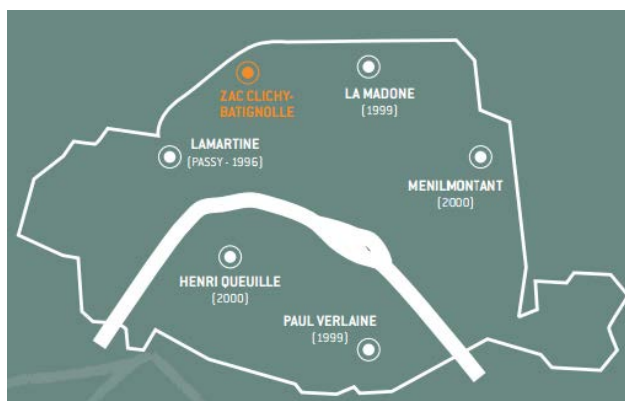 ZAC CLICHY-
BATIGNOLLE
LA MADONE
(1999)
LAMARTINE
(PASSY - 1996)
MENILMONTANT
(2000)
HENRI QUEUILLE
(2000)
PAUL VERLAINE
(1999)